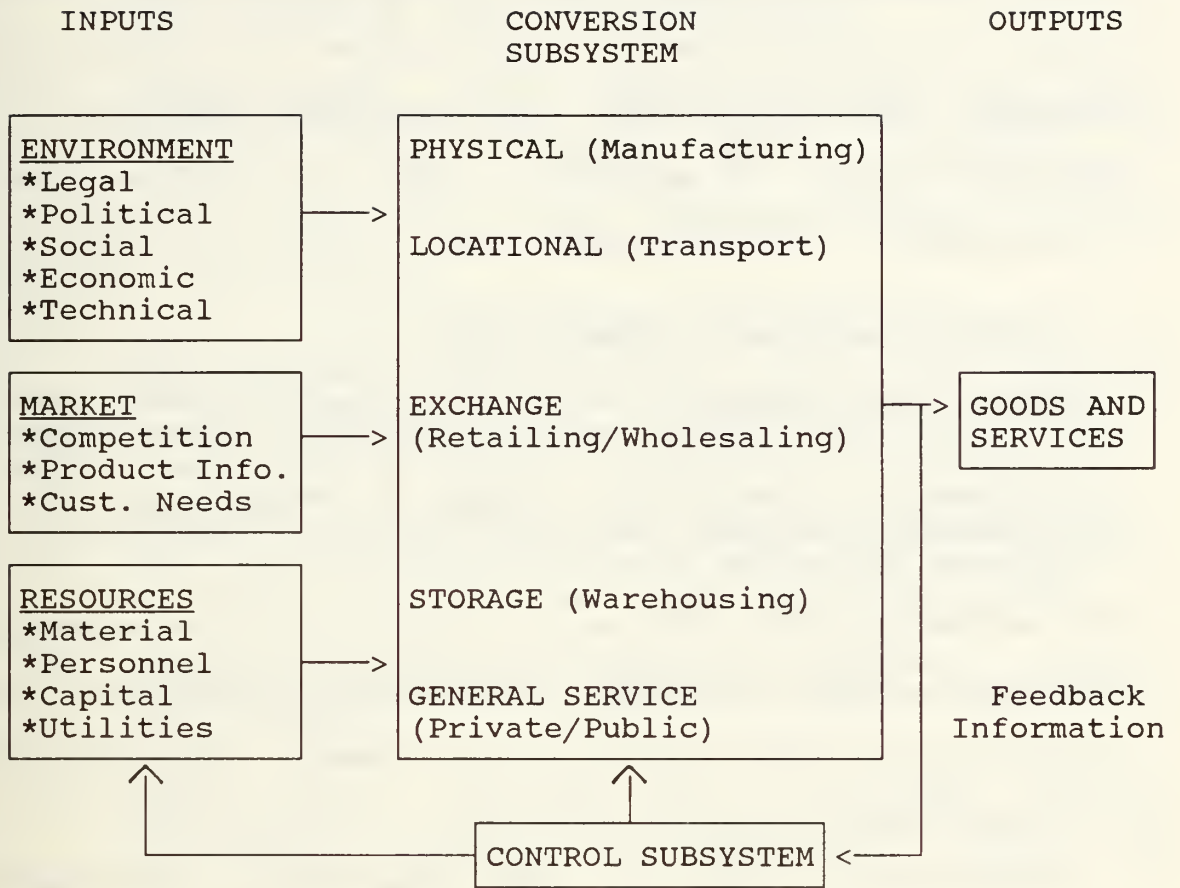 INPUTS
CONVERSION
SUBSYSTEM
OUTPUTS
ENVIRONMENT
*Legal
*Political
*Social
*Economic
*Technical
MARKET
*Competition
*Product Info.
*Cust. Needs
RESOURCES
*Material
*Personnel
*Capital
*Utilities
PHYSICAL (Manufacturing)
LOCATIONAL (Transport)
EXCHANGE
(Retailing/Wholesaling)
STORAGE (Warehousing)
GENERAL SERVICE
(Private/Public)
GOODS AND
SERVICES
Feedback
Information
CONTROL SUBSYSTEM